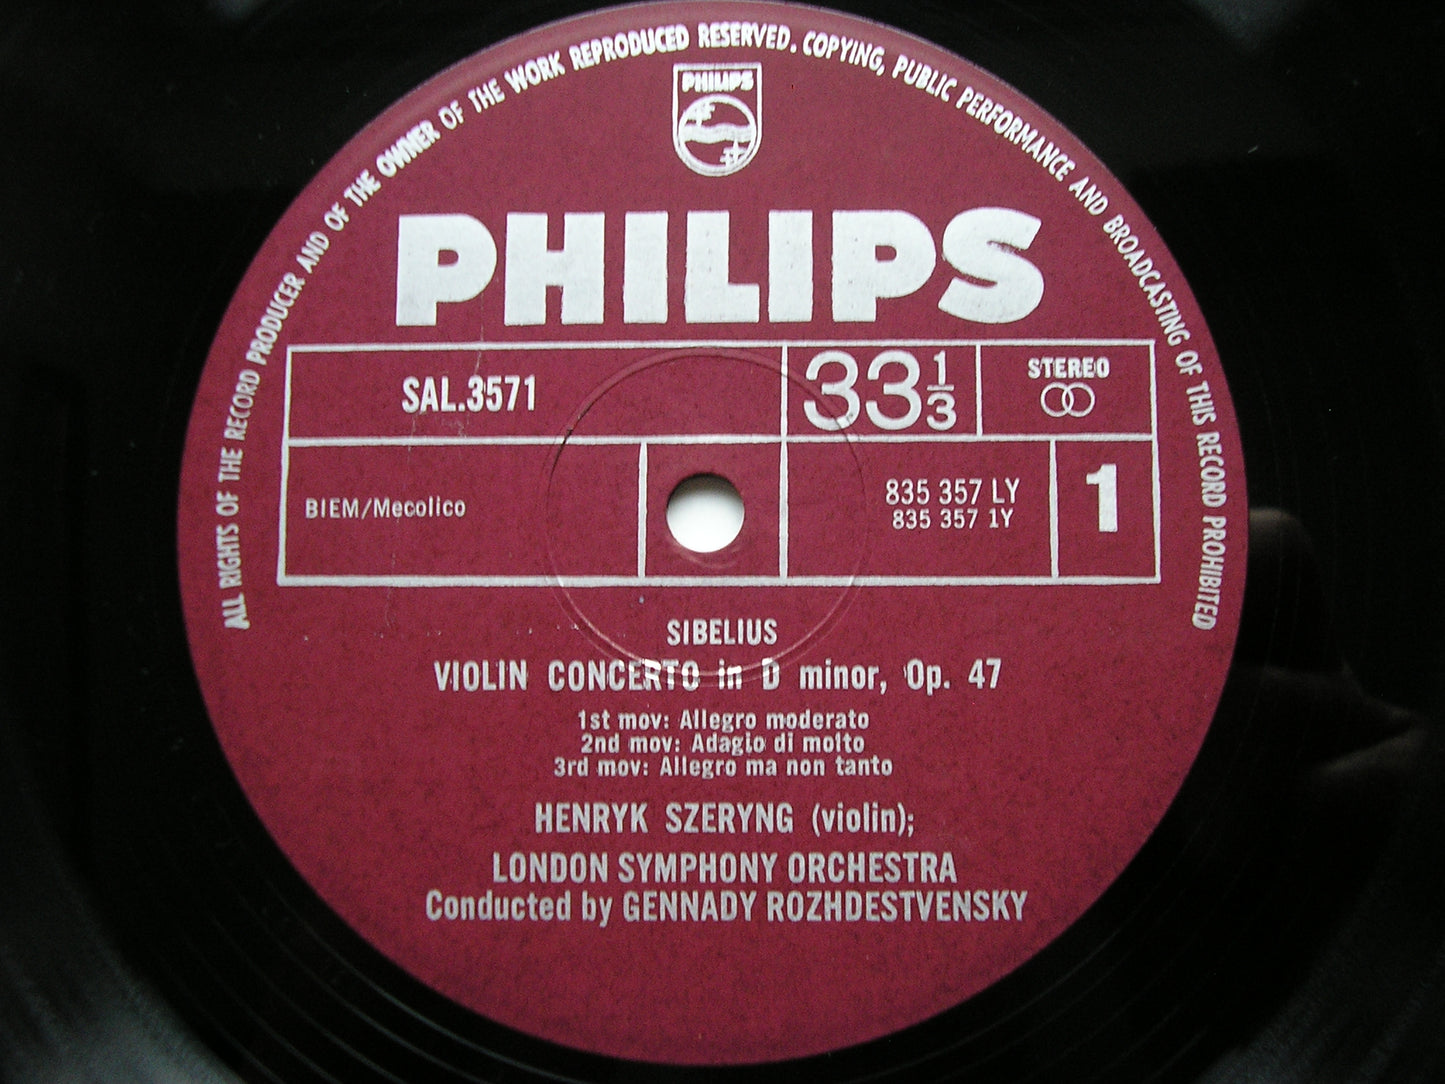 ALL RIGHTS OF THE RECORD PRODUCER AND OF THE OWNER OF THE WORK REPRODUCED RESERVED. COPYING, PUBLIC PERFORMANCE AND BROADCASTING OF THIS RECORD PROHIBITED
PHILIPS
PHILIPS
SAL.3571
33 1/3
STEREO
BIEM/Mecolico
835 357 LY
835 357 1Y
1
SIBELIUS
VIOLIN CONCERTO in D minor, Op. 47
1st mov: Allegro moderato
2nd mov: Adagio di molto
3rd mov: Allegro ma non tanto
HENRYK SZERYNG (violin);
LONDON SYMPHONY ORCHESTRA
Conducted by GENNADY ROZHDESTVENSKY